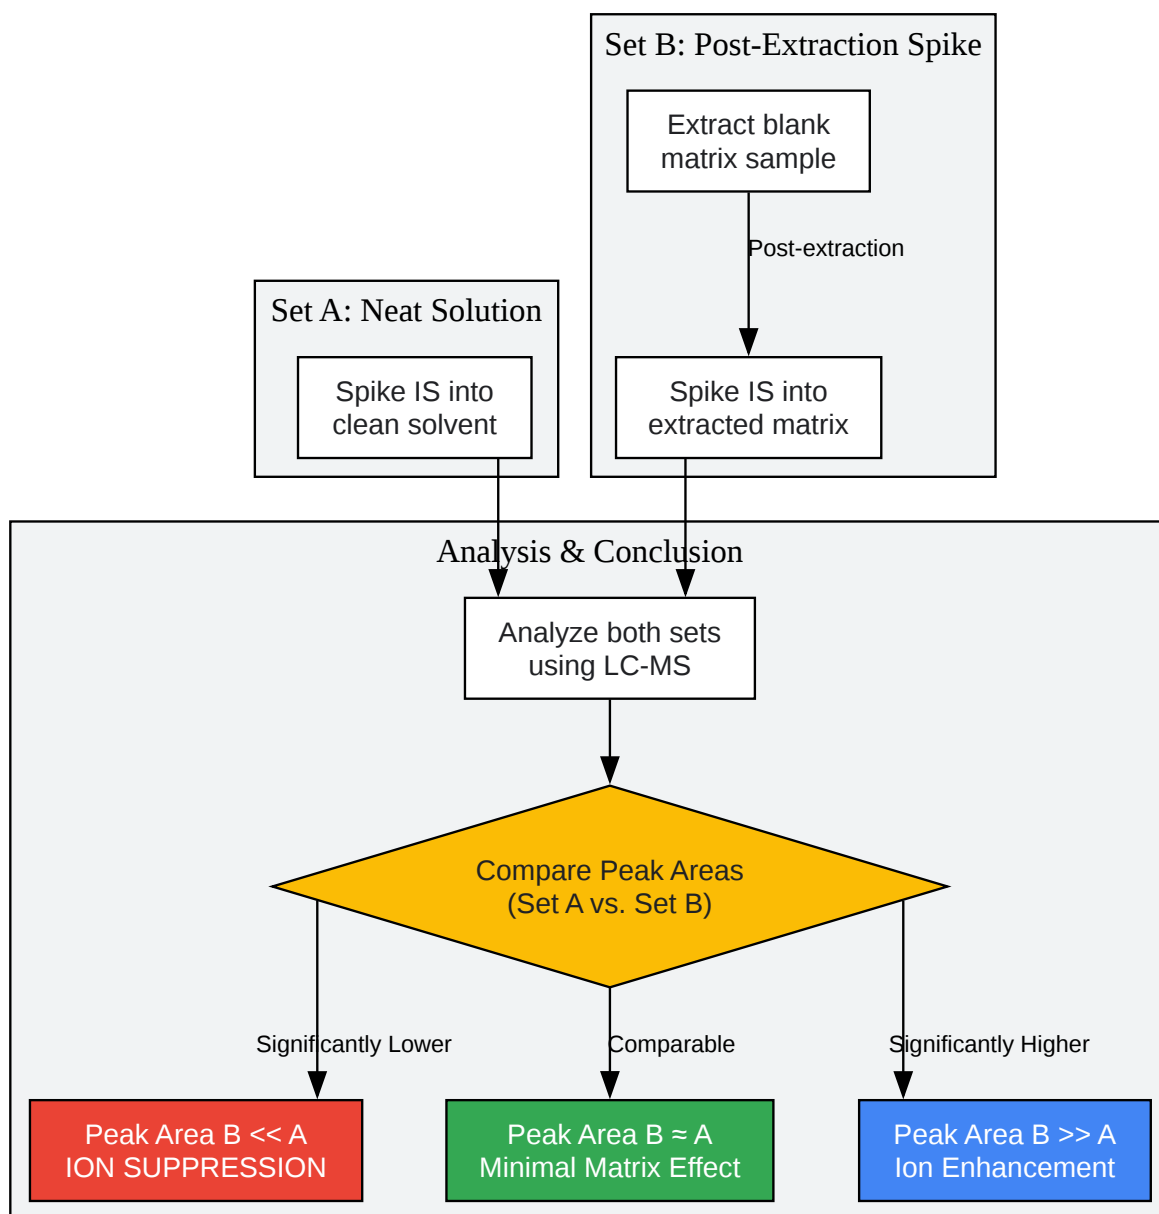 Set B: Post-Extraction Spike
Extract blank
matrix sample
Post-extraction
Set A: Neat Solution
Spike IS into
clean solvent
Spike IS into
extracted matrix
Analysis & Conclusion
Analyze both sets
using LC-MS
Compare Peak Areas
(Set A vs. Set B)
Significantly Lower
Comparable
Significantly Higher
Peak Area B << A
ION SUPPRESSION
Peak Area B ≈ A
Minimal Matrix Effect
Peak Area B >> A
Ion Enhancement